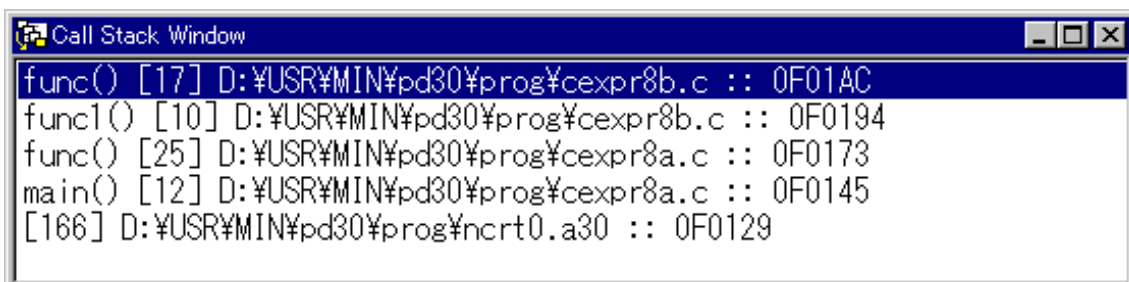 Call Stack Window
func() [17] D:¥USR¥MIN¥pd30¥prog¥cexpr8b.c :: 0F01AC
func1() [10] D:¥USR¥MIN¥pd30¥prog¥cexpr8b.c :: 0F0194
func() [25] D:¥USR¥MIN¥pd30¥prog¥cexpr8a.c :: 0F0173
main() [12] D:¥USR¥MIN¥pd30¥prog¥cexpr8a.c :: 0F0145
[166] D:¥USR¥MIN¥pd30¥prog¥ncrt0.a30 :: 0F0129